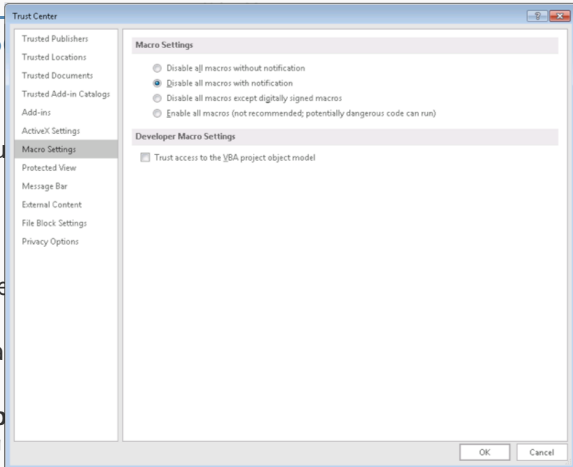 Trust Center
Trusted Publishers
Trusted Locations
Trusted Documents
Trusted Add-in Catalogs
Add-ins
ActiveX Settings
Macro Settings
Protected View
Message Bar
External Content
File Block Settings
Privacy Options
Macro Settings
Disable all macros without notification
Disable all macros with notification
Disable all macros except digitally signed macros
Enable all macros (not recommended; potentially dangerous code can run)
Developer Macro Settings
Trust access to the VBA project object model
OK
Cancel